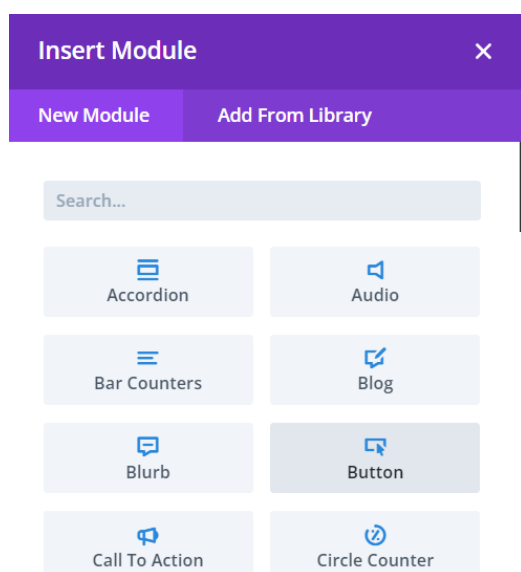 Insert Module
New Module Add From Library
Search...
Accordion Audio
Bar Counters Blog
Blurb Button
Call To Action Circle Counter